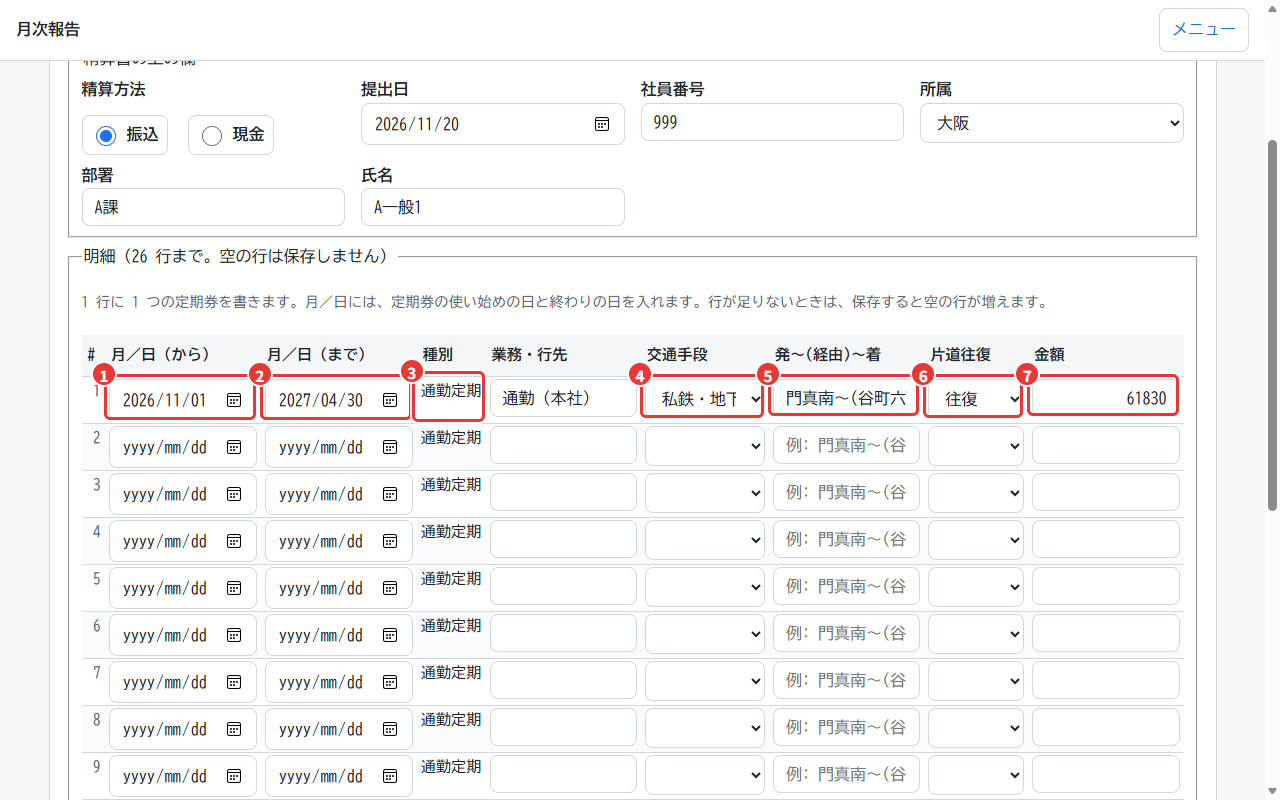 月次報告
メニュー
精算書の上の欄
精算方法
提出日
社員番号
所属
振込
現金
2026/11/20
999
大阪
部署
氏名
A課
A一般1
明細（26 行まで。空の行は保存しません）
1 行に 1 つの定期券を書きます。月／日には、定期券の使い始めの日と終わりの日を入れます。行が足りないときは、保存すると空の行が増えます。
# 月／日（から） 月／日（まで） 種別 業務・行先 交通手段 発～(経由)～着 片道往復 金額
1 2 3 4 5 6 7
1 2026/11/01 2027/04/30 通勤定期 通勤（本社） 私鉄・地下 門真南～(谷町六 往復 61830
2 yyyy/mm/dd yyyy/mm/dd 通勤定期 例: 門真南～(谷
3 yyyy/mm/dd yyyy/mm/dd 通勤定期 例: 門真南～(谷
4 yyyy/mm/dd yyyy/mm/dd 通勤定期 例: 門真南～(谷
5 yyyy/mm/dd yyyy/mm/dd 通勤定期 例: 門真南～(谷
6 yyyy/mm/dd yyyy/mm/dd 通勤定期 例: 門真南～(谷
7 yyyy/mm/dd yyyy/mm/dd 通勤定期 例: 門真南～(谷
8 yyyy/mm/dd yyyy/mm/dd 通勤定期 例: 門真南～(谷
9 yyyy/mm/dd yyyy/mm/dd 通勤定期 例: 門真南～(谷